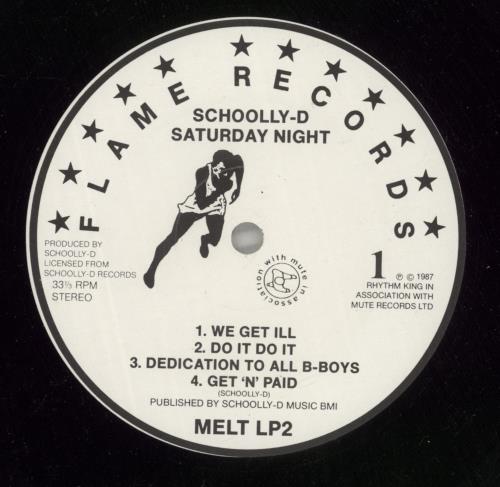 FLAME RECORDS
SCHOOLLY-D
SATURDAY NIGHT
PRODUCED BY
SCHOOLLY-D
LICENSED FROM
SCHOOLLY-D RECORDS
33⅓ RPM
STEREO
in association with mute
1
℗ © 1987
RHYTHM KING IN
ASSOCIATION WITH
MUTE RECORDS LTD
1. WE GET ILL
2. DO IT DO IT
3. DEDICATION TO ALL B-BOYS
4. GET ‘N’ PAID
(SCHOOLLY-D)
PUBLISHED BY SCHOOLLY-D MUSIC BMI
MELT LP2